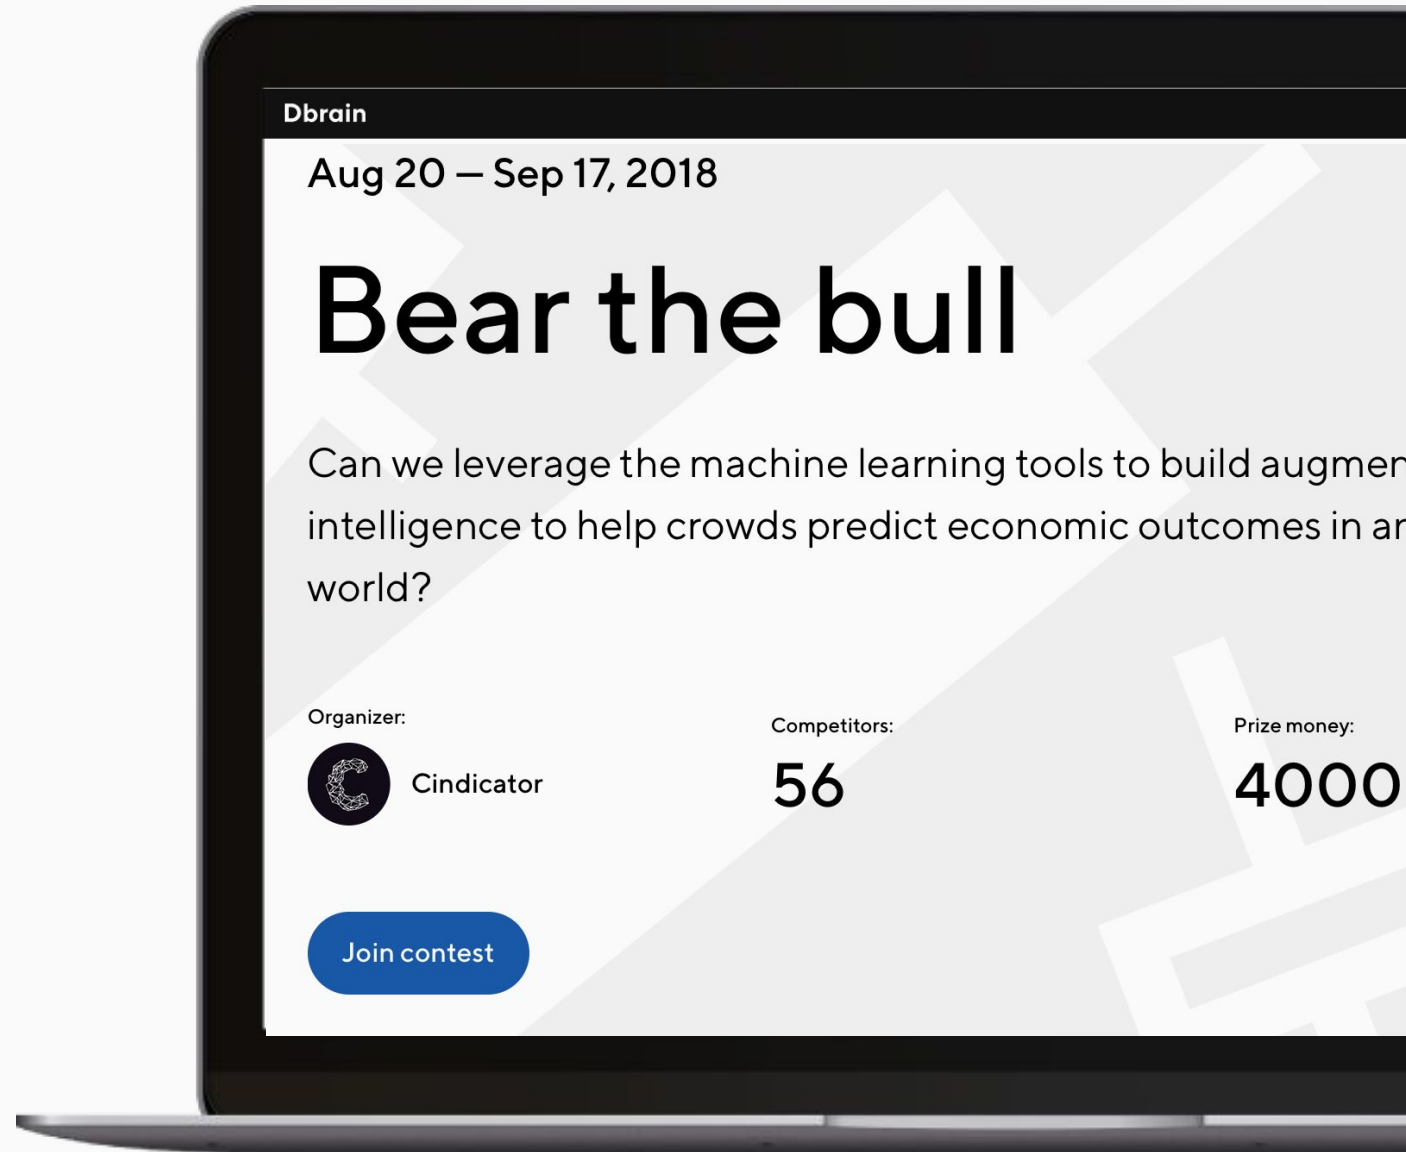 Dbrain
Aug 20 — Sep 17, 2018
Bear the bull
Can we leverage the machine learning tools to build augmen
intelligence to help crowds predict economic outcomes in
world?
Organizer:
Cindicator
Competitors:
56
Prize money:
4000
Join contest